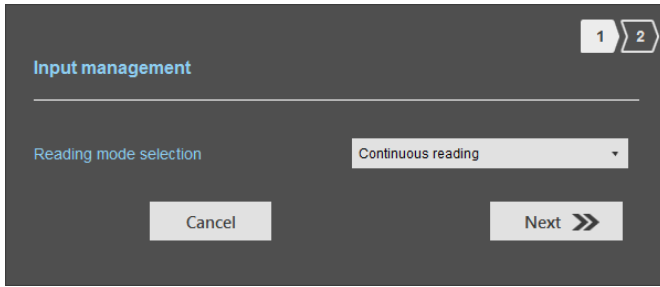 1 2
Input management
Reading mode selection Continuous reading
Cancel Next